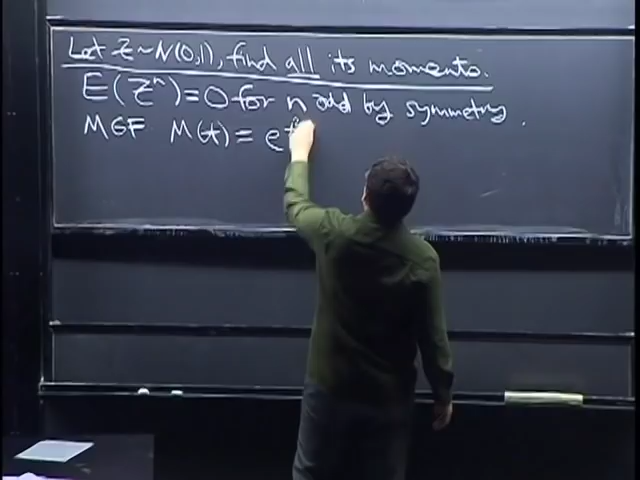 Let Z ~ N(0,1), find all its moments.
E(Z^n) = 0 for n odd by symmetry.
MGF M(t) = e^t